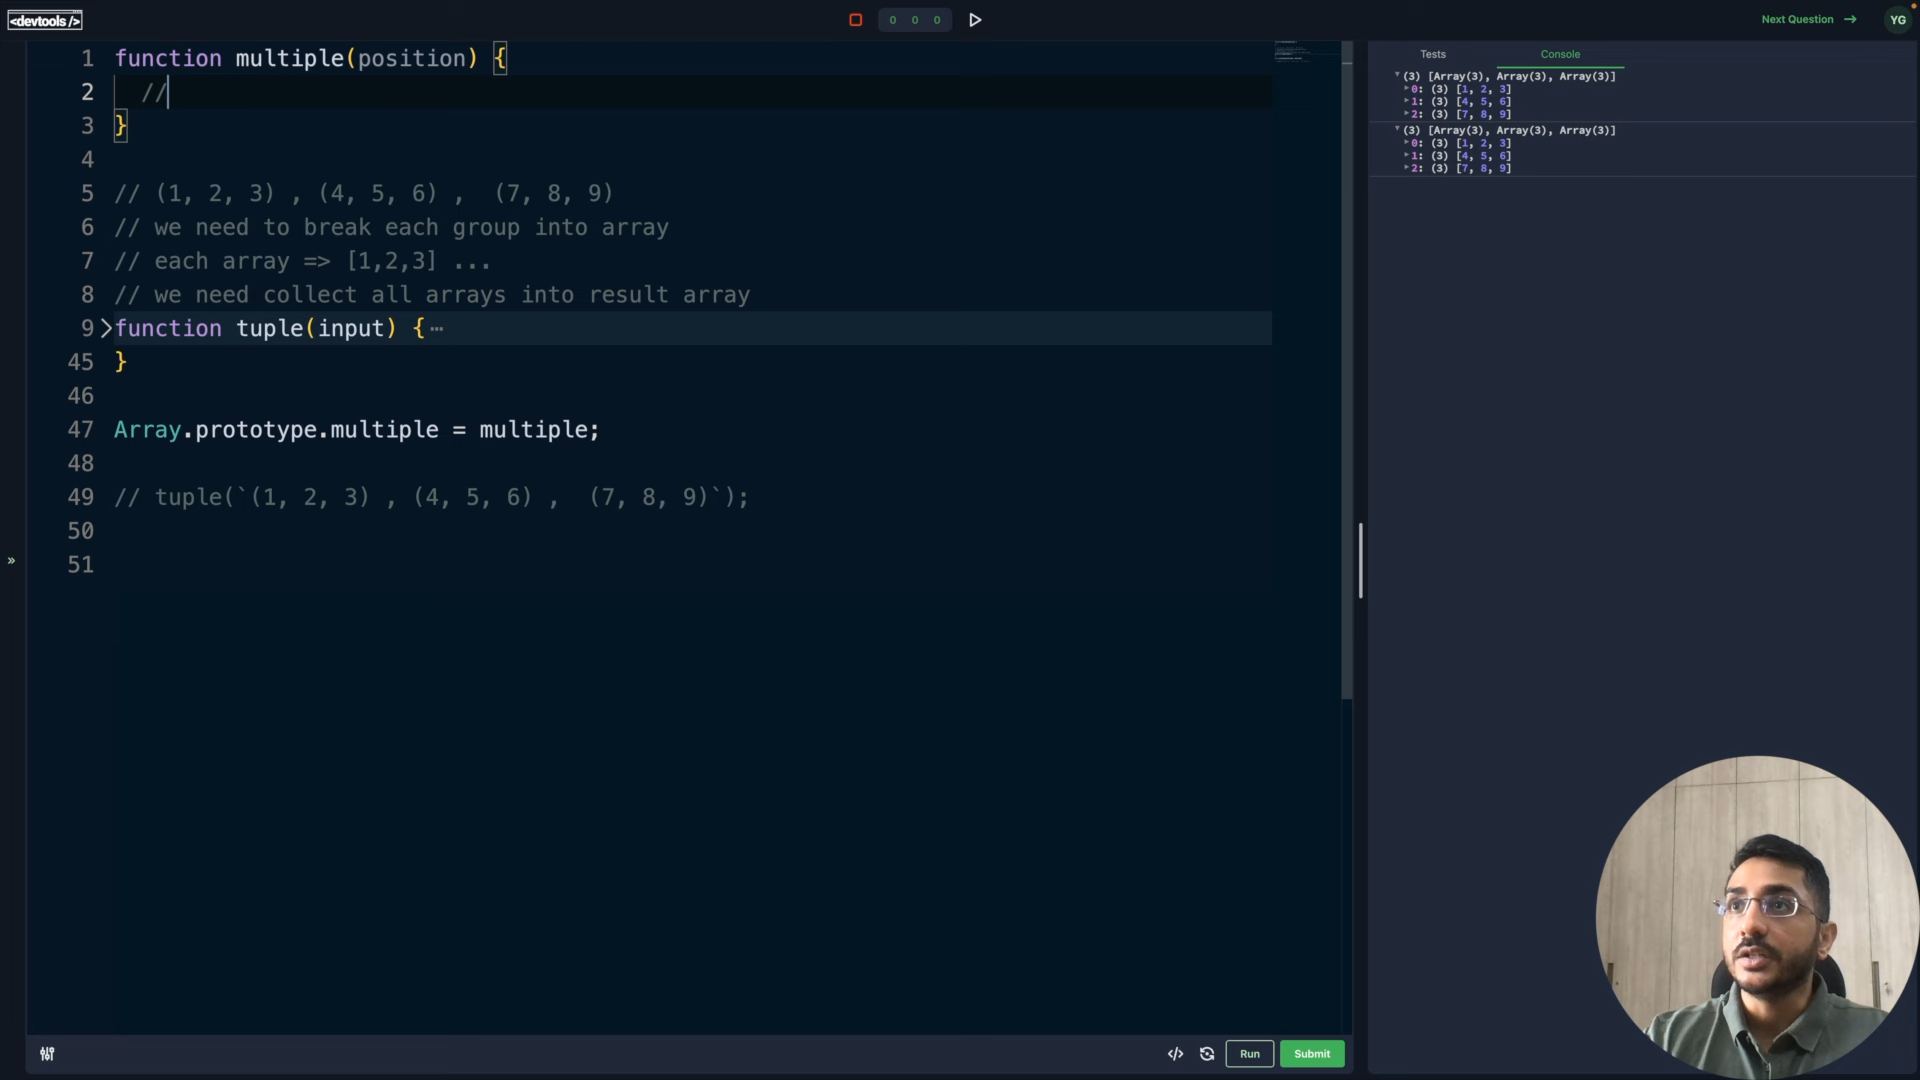 <devtools />
0 0 0
Next Question →
YG
1 function multiple(position) {
2 //
3 }
4
5 // (1, 2, 3) , (4, 5, 6) ,  (7, 8, 9)
6 // we need to break each group into array
7 // each array => [1,2,3] ...
8 // we need collect all arrays into result array
9 function tuple(input) { ⋯
45 }
46
47 Array.prototype.multiple = multiple;
48
49 // tuple(`(1, 2, 3) , (4, 5, 6) ,  (7, 8, 9)`);
50
51
»
</> Run Submit
Tests Console
(3) [Array(3), Array(3), Array(3)]
0: (3) [1, 2, 3]
1: (3) [4, 5, 6]
2: (3) [7, 8, 9]
(3) [Array(3), Array(3), Array(3)]
0: (3) [1, 2, 3]
1: (3) [4, 5, 6]
2: (3) [7, 8, 9]